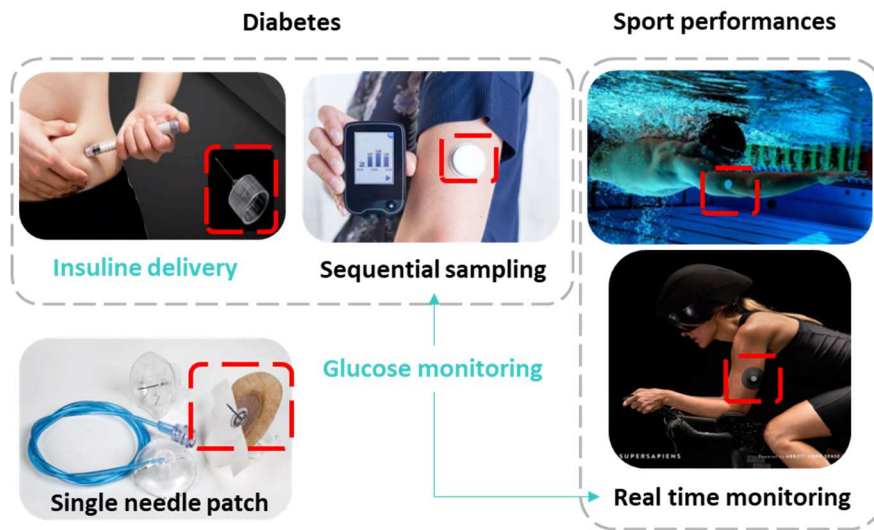 Diabetes
Sport performances
Insuline delivery
Sequential sampling
Glucose monitoring
SUPERSAPIENS
Single needle patch
Real time monitoring